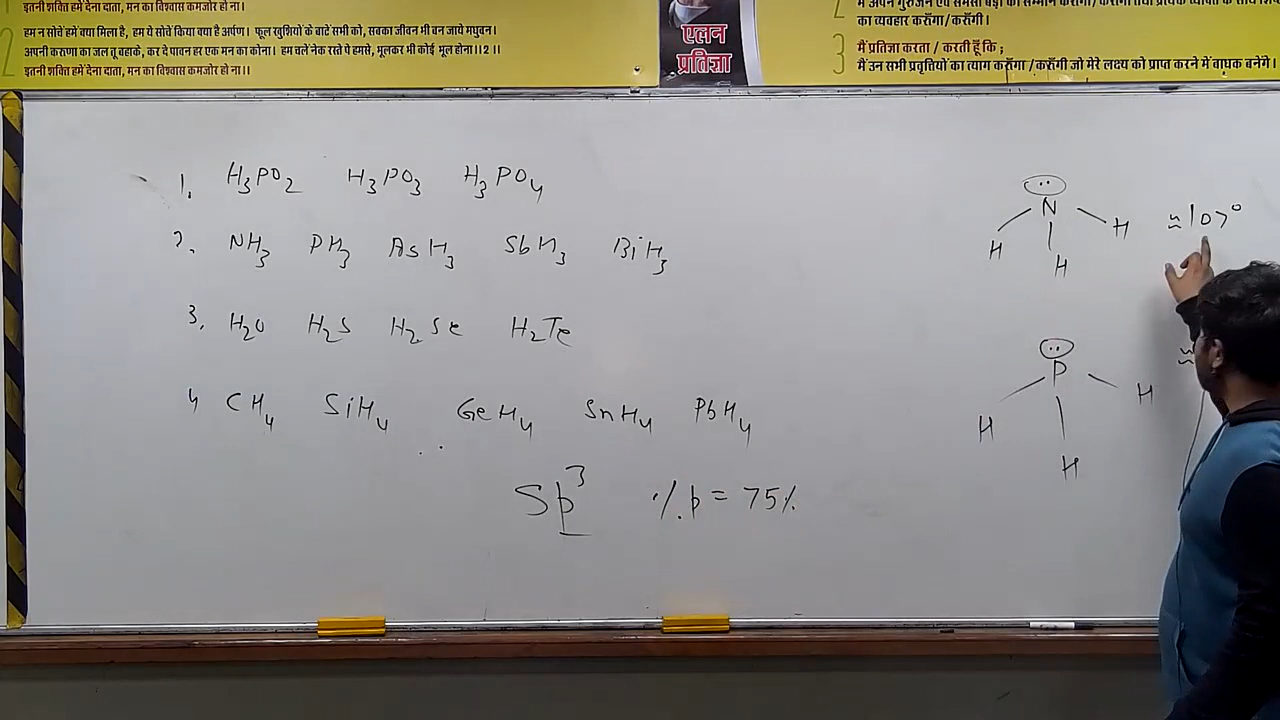 इतनी शक्ति हमें देना दाता, मन का विश्वास कमजोर हो ना।
हम न सोचें हमें क्या मिला है, हम ये सोचें किया क्या है अर्पण। फूल खुशियों के बाटें सभी को, सबका जीवन भी बन जाये मधुवन।
अपनी करुणा का जल तू बहाके, कर दे पावन हर एक मन का कोना। हम चलें नेक रस्ते पे हमसे, भूलकर भी कोई भूल हो ना।।2।।
2
इतनी शक्ति हमें देना दाता, मन का विश्वास कमजोर हो ना।।
एलन
प्रतिज्ञा
2
का व्यवहार करूँगा/करूँगी।
3
मैं प्रतिज्ञा करता / करती हूँ कि ;
मैं उन सभी प्रवृत्तियों का त्याग करूँगा /करूँगी जो मेरे लक्ष्य को प्राप्त करने में बाधक बनेंगे।
1. H₃PO₂ H₃PO₃ H₃PO₄
2. NH₃ PH₃ AsH₃ SbH₃ BiH₃
3. H₂O H₂S H₂Se H₂Te
4 CH₄ SiH₄ GeH₄ SnH₄ PbH₄
Sp³ %p = 75%
N
H H H
≈107°
P
H H H
≈